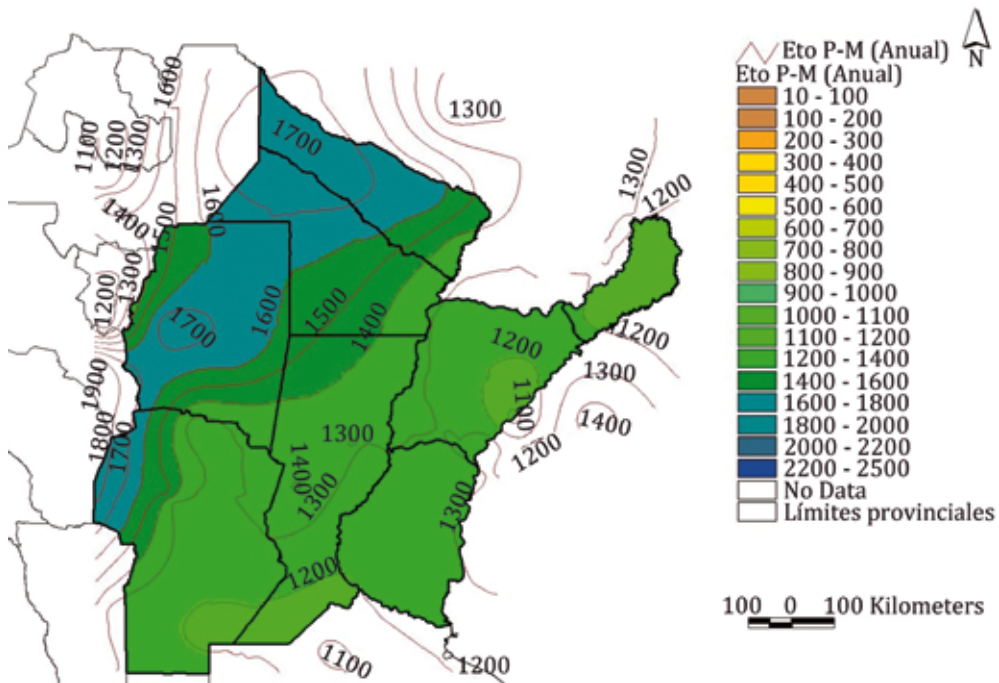 Eto P-M (Anual)
N
Eto P-M (Anual)
10 - 100
100 - 200
200 - 300
300 - 400
400 - 500
500 - 600
600 - 700
700 - 800
800 - 900
900 - 1000
1000 - 1100
1100 - 1200
1200 - 1400
1400 - 1600
1600 - 1800
1800 - 2000
2000 - 2200
2200 - 2500
No Data
Límites provinciales
100 0 100 Kilometers
1600
1300
1700
1100
1200
1300
1300
1200
1400
1500
1600
1300
1200
1700
1600
1500
1400
1200
1200
1900
1300
1100
1400
1800
1700
1300
1400
1300
1200
1300
1200
1100
1200